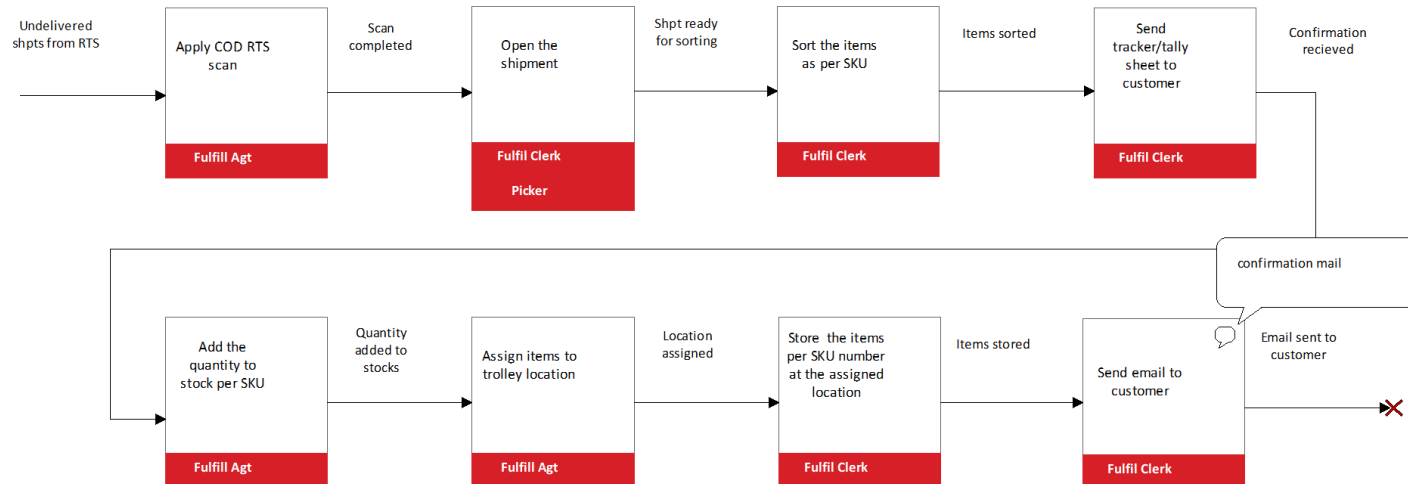 Undelivered
shpts from RTS
Apply COD RTS
scan
Fulfill Agt
Scan
completed
Open the
shipment
Fulfil Clerk
Picker
Shpt ready
for sorting
Sort the items
as per SKU
Fulfil Clerk
Items sorted
Send
tracker/tally
sheet to
customer
Fulfil Clerk
Confirmation
recieved
Add the
quantity to
stock per SKU
Fulfill Agt
Quantity
added to
stocks
Assign items to
trolley location
Fulfill Agt
Location
assigned
Store the items
per SKU number
at the assigned
location
Fulfil Clerk
Items stored
confirmation mail
Send email to
customer
Fulfil Clerk
Email sent to
customer